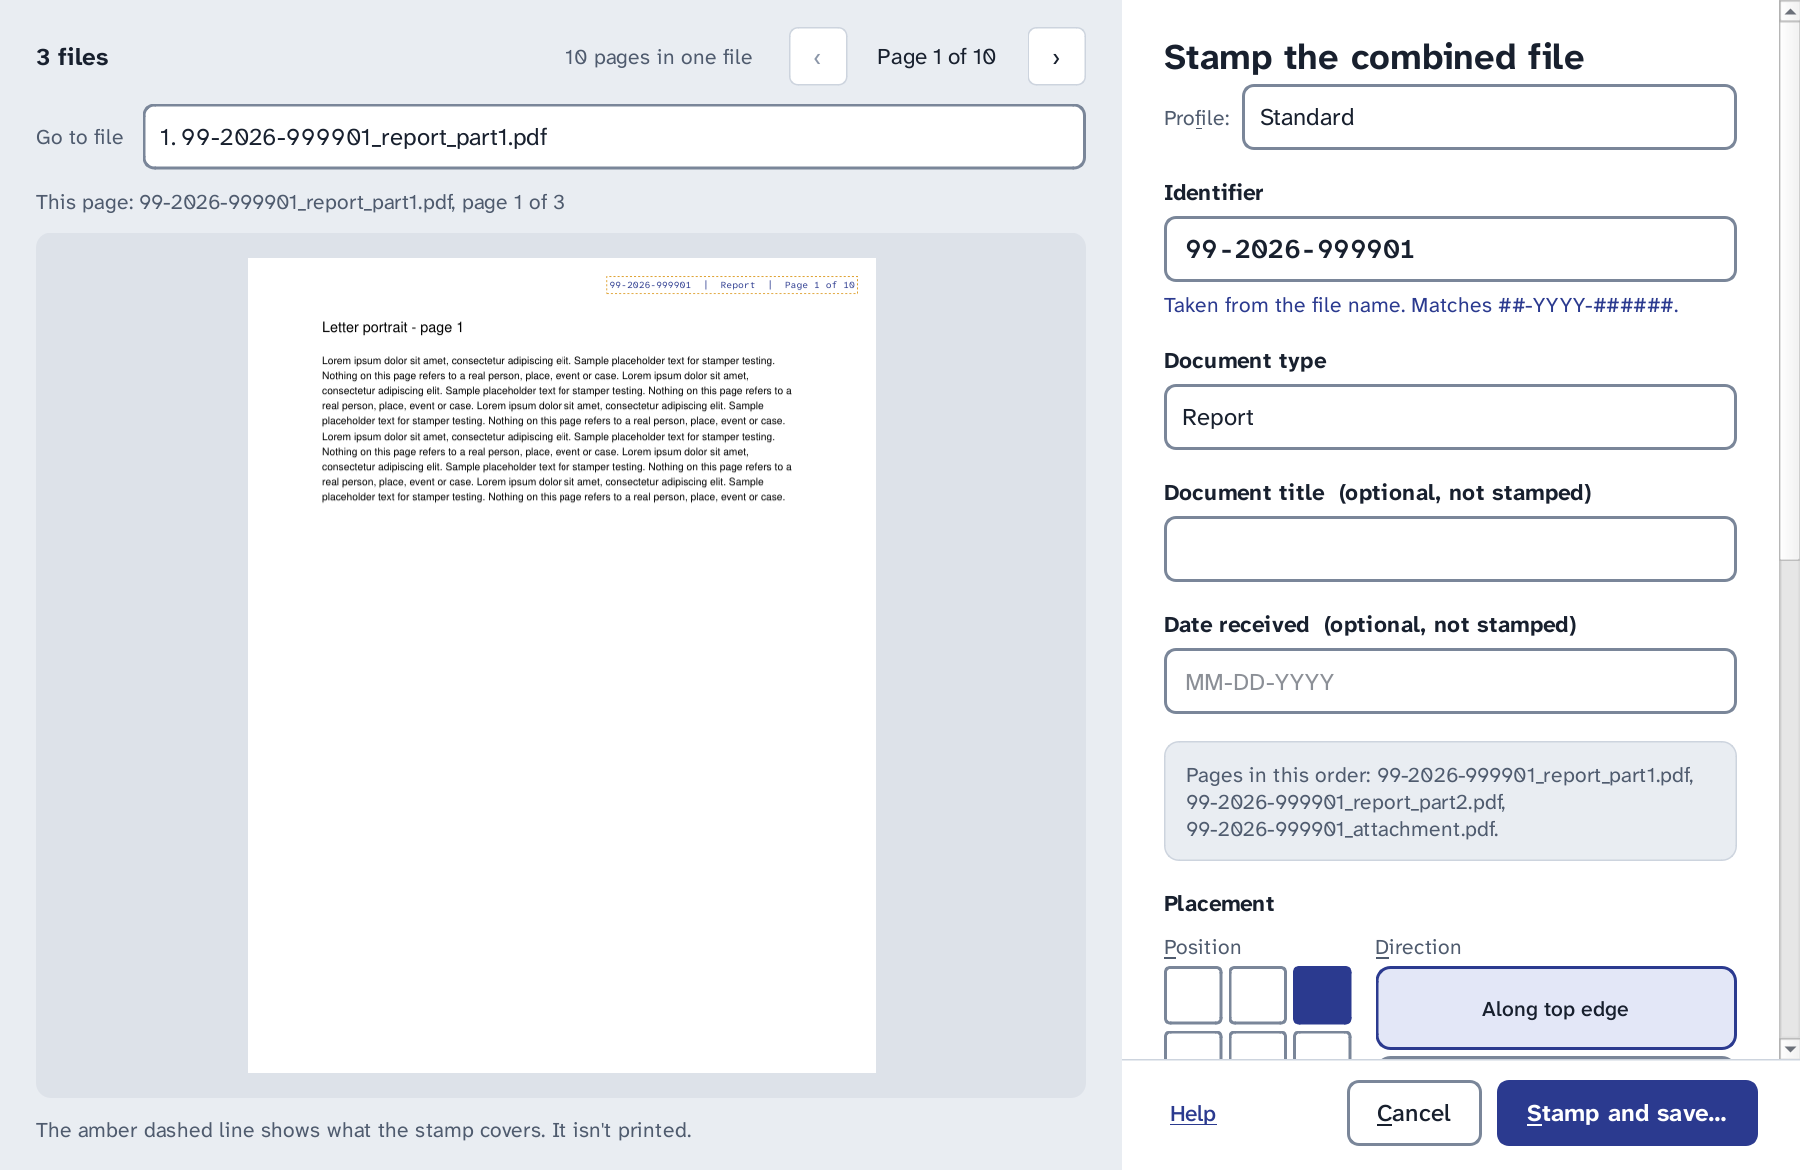 3 files
10 pages in one file
‹
Page 1 of 10
›
Go to file
1. 99-2026-999901_report_part1.pdf
This page: 99-2026-999901_report_part1.pdf, page 1 of 3
99-2026-999901 | Report | Page 1 of 10
Letter portrait - page 1
Lorem ipsum dolor sit amet, consectetur adipiscing elit. Sample placeholder text for stamper testing.
Nothing on this page refers to a real person, place, event or case. Lorem ipsum dolor sit amet,
consectetur adipiscing elit. Sample placeholder text for stamper testing. Nothing on this page refers to a
real person, place, event or case. Lorem ipsum dolor sit amet, consectetur adipiscing elit. Sample
placeholder text for stamper testing. Nothing on this page refers to a real person, place, event or case.
Lorem ipsum dolor sit amet, consectetur adipiscing elit. Sample placeholder text for stamper testing.
Nothing on this page refers to a real person, place, event or case. Lorem ipsum dolor sit amet,
consectetur adipiscing elit. Sample placeholder text for stamper testing. Nothing on this page refers to a
real person, place, event or case. Lorem ipsum dolor sit amet, consectetur adipiscing elit. Sample
placeholder text for stamper testing. Nothing on this page refers to a real person, place, event or case.
The amber dashed line shows what the stamp covers. It isn't printed.
Stamp the combined file
Profile:
Standard
Identifier
99-2026-999901
Taken from the file name. Matches ##-YYYY-######.
Document type
Report
Document title (optional, not stamped)
Date received (optional, not stamped)
MM-DD-YYYY
Pages in this order: 99-2026-999901_report_part1.pdf,
99-2026-999901_report_part2.pdf,
99-2026-999901_attachment.pdf.
Placement
Position
Direction
Along top edge
Help
Cancel
Stamp and save...